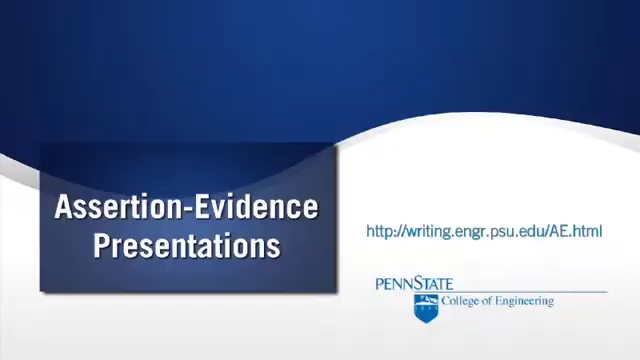 Assertion-Evidence
Presentations
http://writing.engr.psu.edu/AE.html
PENNSTATE
College of Engineering